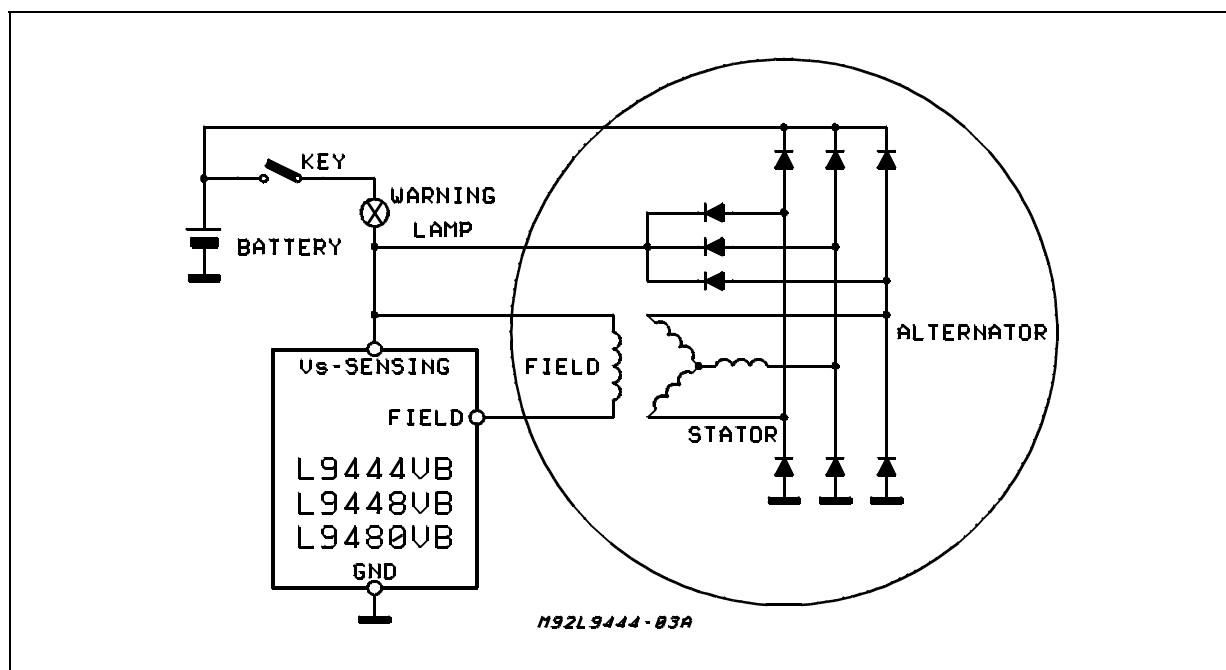 KEY
WARNING
LAMP
BATTERY
ALTERNATOR
Vs-SENSING
FIELD
FIELD
STATOR
L9444VB
L9448VB
L9480VB
GND
M92L9444-03A